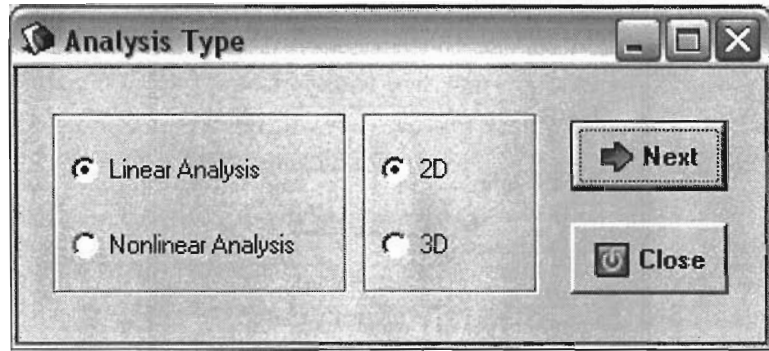 Analysis Type
Linear Analysis
Nonlinear Analysis
2D
3D
Next
Close